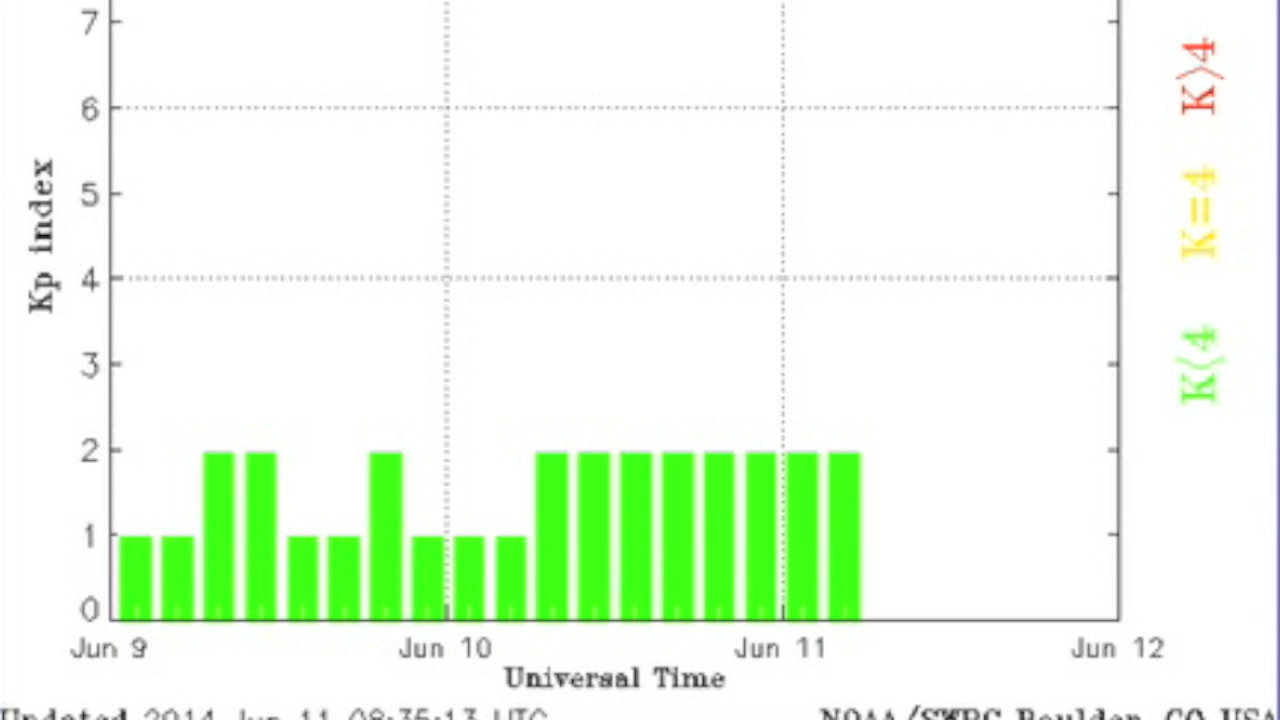 7
6
5
4
3
2
1
0
Kp index
K>4
K=4
K<4
Jun 9 Jun 10 Jun 11 Jun 12
Universal Time
Updated 2014 Jun 11 08:35:13 UTC NOAA/SWPC Boulder, CO USA